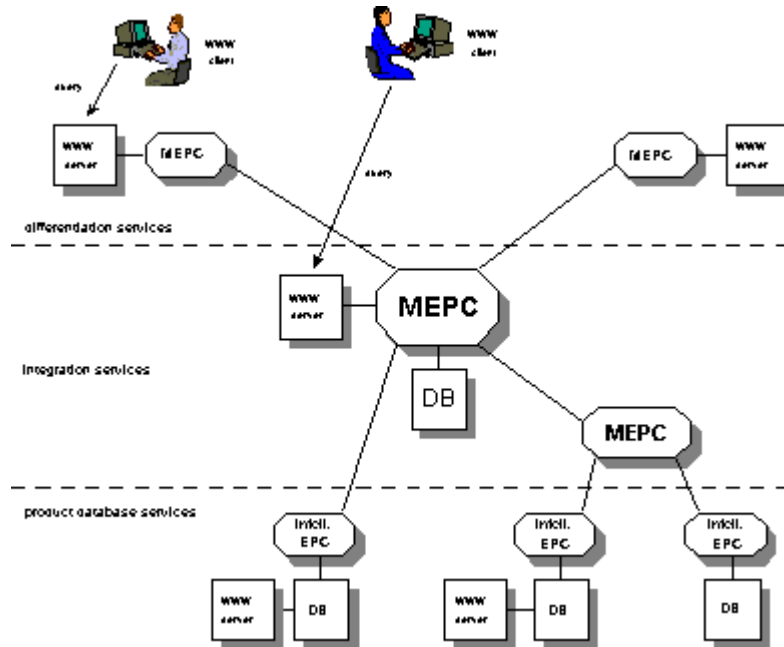 WWW
client
WWW
client
query
WWW
server
MEPC
MEPC
WWW
server
query
differentiation services
WWW
server
MEPC
integration services
DB
MEPC
product database services
Intell.
EPC
Intell.
EPC
Intell.
EPC
WWW
server
DB
WWW
server
DB
DB